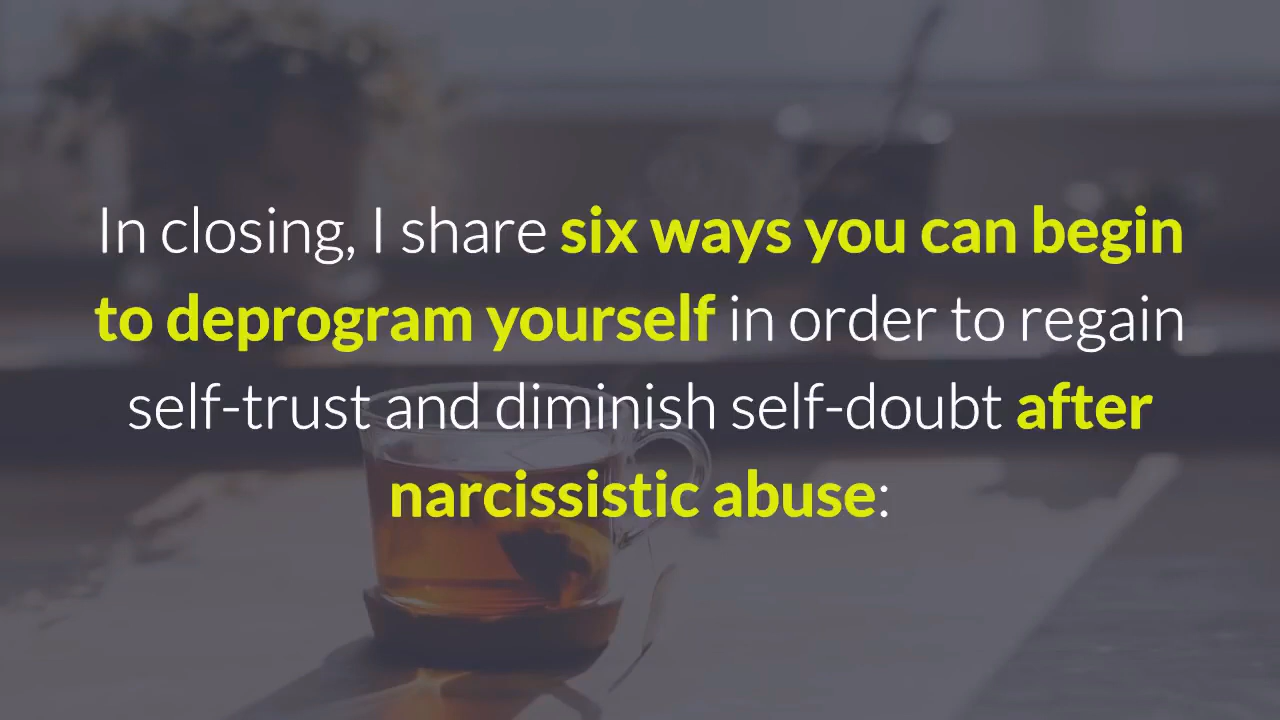 In closing, I share six ways you can begin
to deprogram yourself in order to regain
self-trust and diminish self-doubt after
narcissistic abuse: